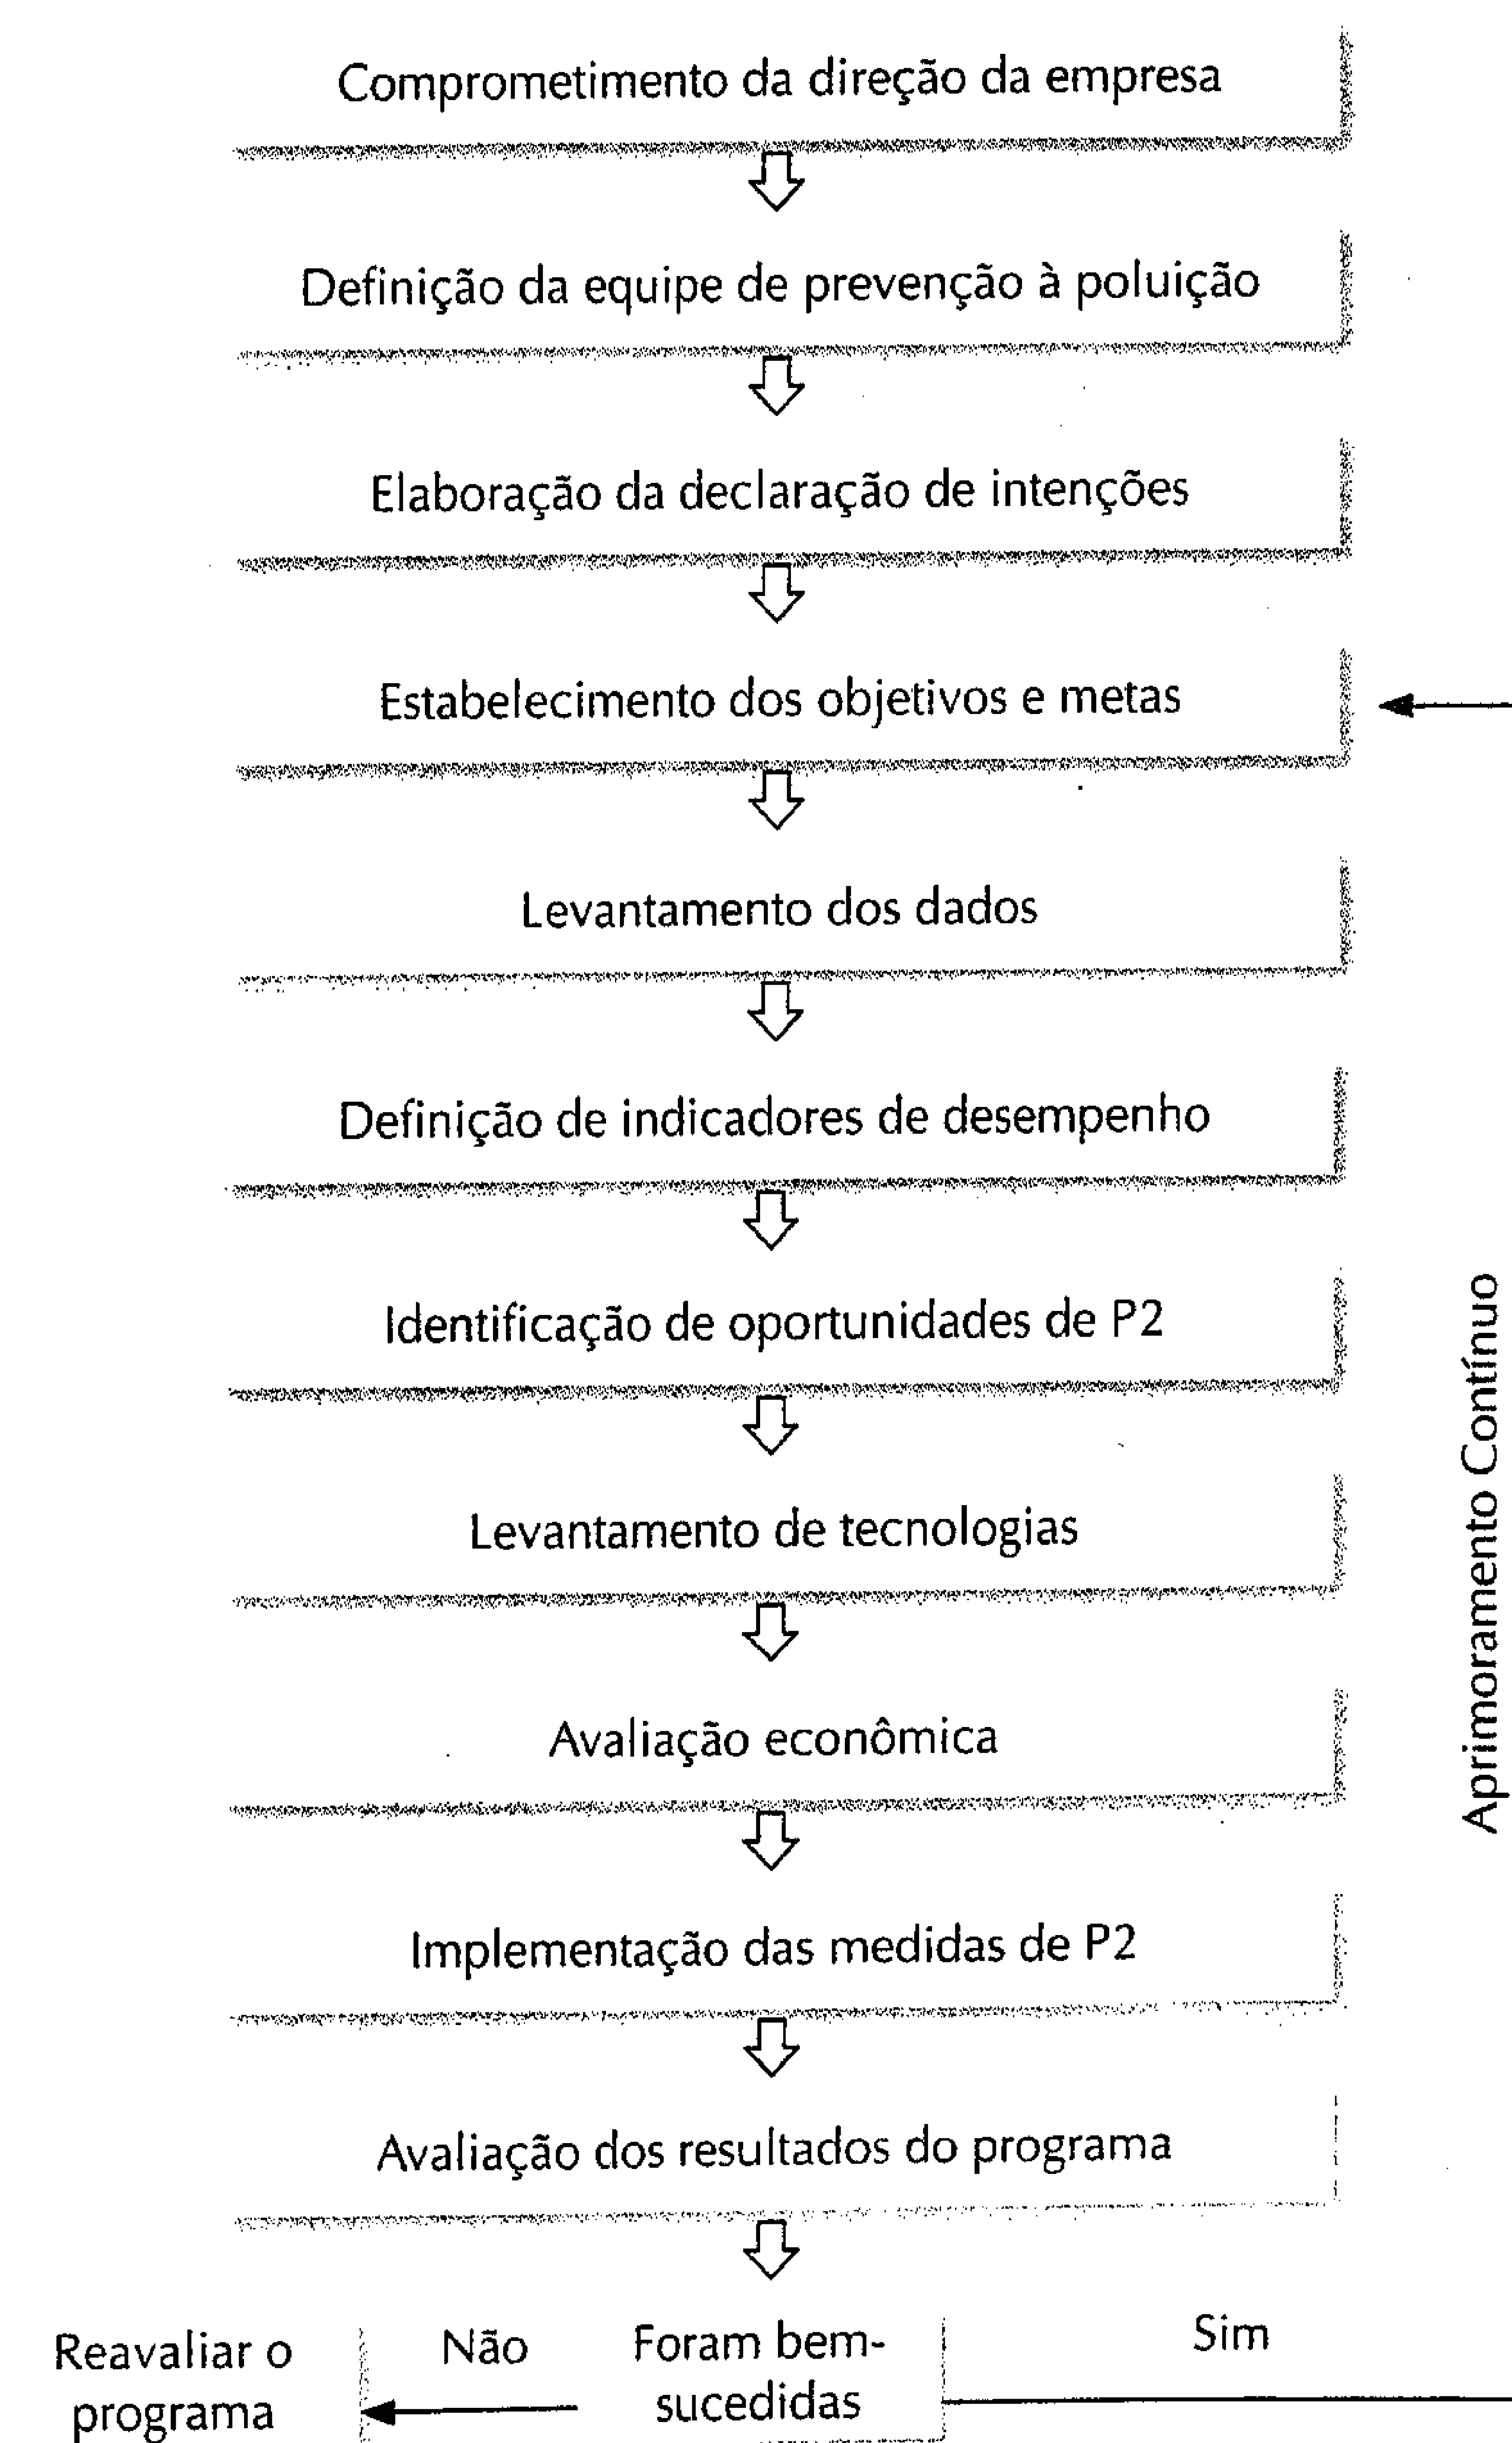 Comprometimento da direção da empresa
Definição da equipe de prevenção à poluição
Elaboração da declaração de intenções
Estabelecimento dos objetivos e metas
Levantamento dos dados
Definição de indicadores de desempenho
Identificação de oportunidades de P2
Levantamento de tecnologias
Avaliação econômica
Implementação das medidas de P2
Avaliação dos resultados do programa
Aprimoramento Contínuo
Reavaliar o
programa
Não
Foram bem-
sucedidas
Sim